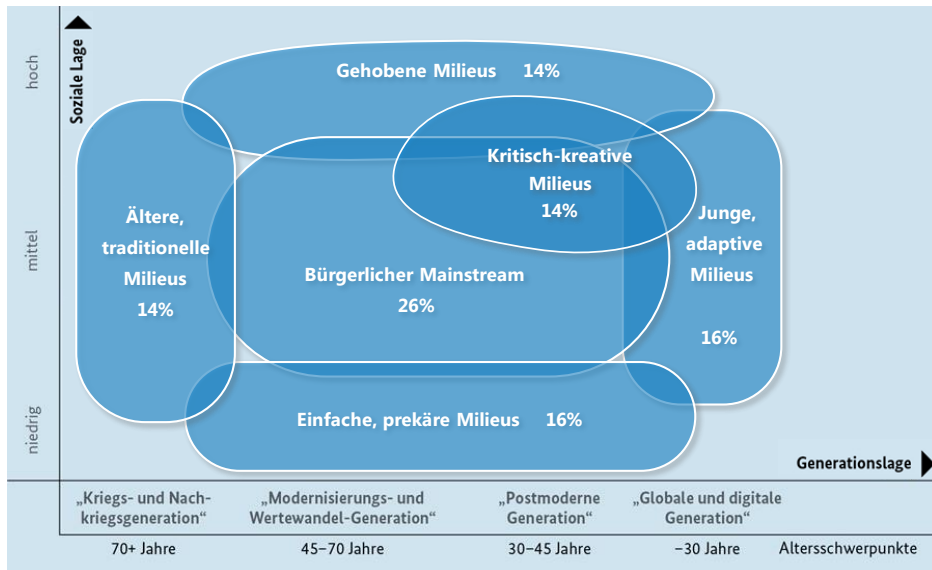 Soziale Lage
hoch
mittel
niedrig
Gehobene Milieus 14%
Kritisch-kreative
Milieus
14%
Ältere,
traditionelle
Milieus
14%
Bürgerlicher Mainstream
26%
Junge,
adaptive
Milieus
16%
Einfache, prekäre Milieus 16%
Generationslage
„Kriegs- und Nach-
kriegsgeneration“
„Modernisierungs- und
Wertewandel-Generation“
„Postmoderne
Generation“
„Globale und digitale
Generation“
70+ Jahre
45–70 Jahre
30–45 Jahre
–30 Jahre
Altersschwerpunkte